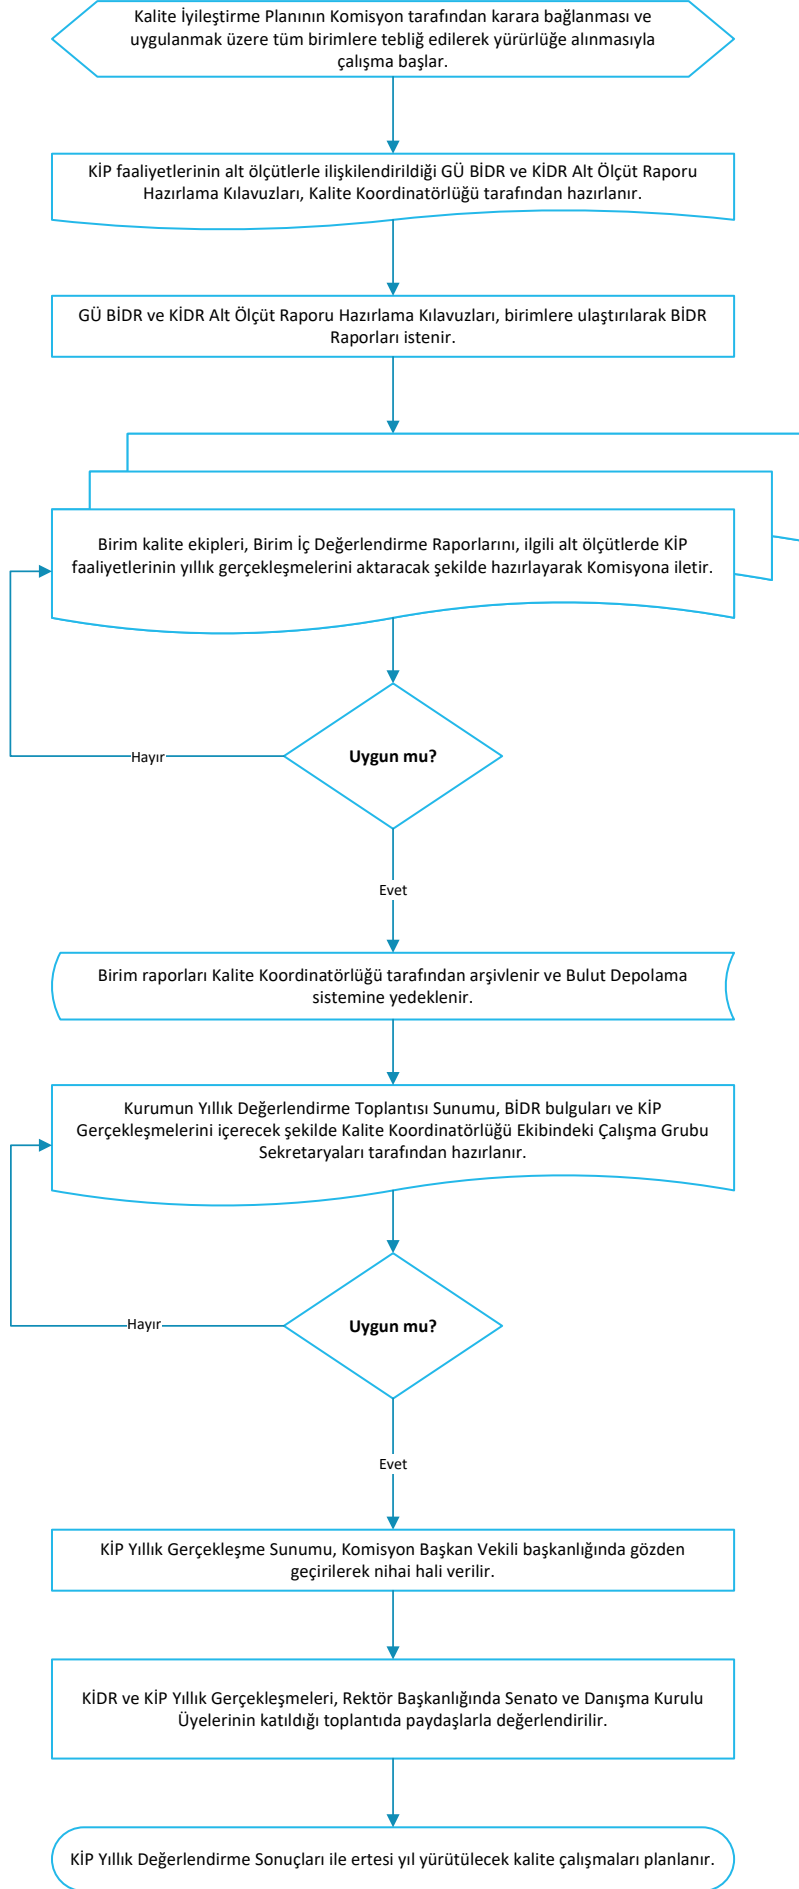 Kalite İyileştirme Planının Komisyon tarafından karara bağlanması ve
uygulanmak üzere tüm birimlere tebliğ edilerek yürürlüğe alınmasıyla
çalışma başlar.
KİP faaliyetlerinin alt ölçütlerle ilişkilendirildiği GÜ BİDR ve KİDR Alt Ölçüt Raporu
Hazırlama Kılavuzları, Kalite Koordinatörlüğü tarafından hazırlanır.
GÜ BİDR ve KİDR Alt Ölçüt Raporu Hazırlama Kılavuzları, birimlere ulaştırılarak BİDR
Raporları istenir.
Birim kalite ekipleri, Birim İç Değerlendirme Raporlarını, ilgili alt ölçütlerde KİP
faaliyetlerinin yıllık gerçekleşmelerini aktaracak şekilde hazırlayarak Komisyona iletir.
Uygun mu?
Hayır
Evet
Birim raporları Kalite Koordinatörlüğü tarafından arşivlenir ve Bulut Depolama
sistemine yedeklenir.
Kurumun Yıllık Değerlendirme Toplantısı Sunumu, BİDR bulguları ve KİP
Gerçekleşmelerini içerecek şekilde Kalite Koordinatörlüğü Ekibindeki Çalışma Grubu
Sekretaryaları tarafından hazırlanır.
Uygun mu?
Hayır
Evet
KİP Yıllık Gerçekleşme Sunumu, Komisyon Başkan Vekili başkanlığında gözden
geçirilerek nihai hali verilir.
KİDR ve KİP Yıllık Gerçekleşmeleri, Rektör Başkanlığında Senato ve Danışma Kurulu
Üyelerinin katıldığı toplantıda paydaşlarla değerlendirilir.
KİP Yıllık Değerlendirme Sonuçları ile ertesi yıl yürütülecek kalite çalışmaları planlanır.